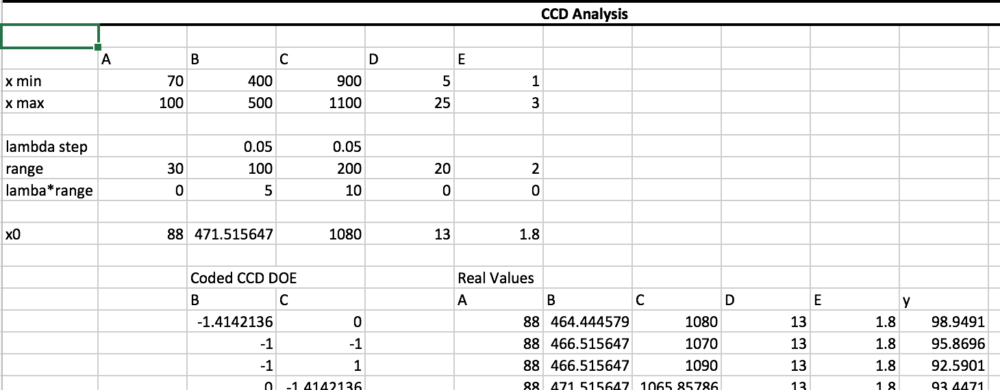 CCD Analysis
A B C D E
x min 70 400 900 5 1
x max 100 500 1100 25 3
lambda step 0.05 0.05
range 30 100 200 20 2
lamba*range 0 5 10 0 0
x0 88 471.515647 1080 13 1.8
Coded CCD DOE Real Values
B C A B C D E y
-1.4142136 0 88 464.444579 1080 13 1.8 98.9491
-1 -1 88 466.515647 1070 13 1.8 95.8696
-1 1 88 466.515647 1090 13 1.8 92.5901
0 -1.4142136 88 471.515647 1065.85786 13 1.8 93.4471